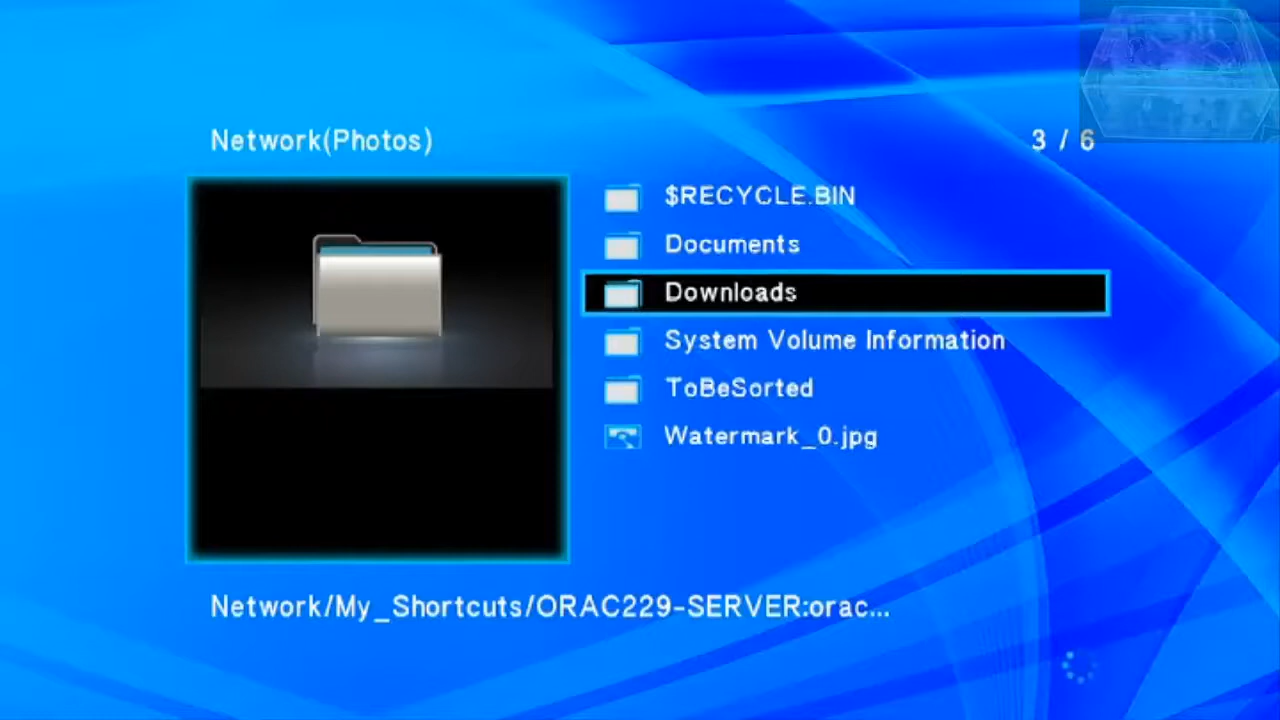 Network(Photos)
3 / 6
$RECYCLE.BIN
Documents
Downloads
System Volume Information
ToBeSorted
Watermark_0.jpg
Network/My_Shortcuts/ORAC229-SERVER:orac...